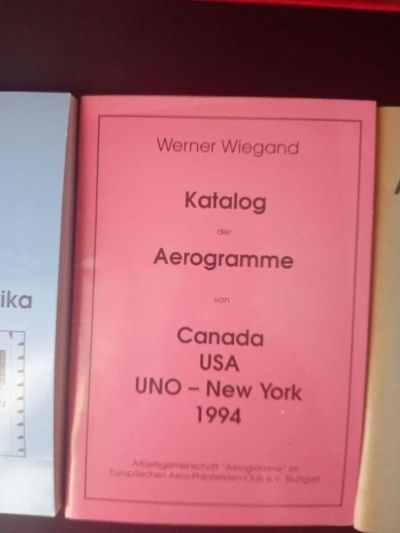 Werner Wiegand
Katalog
der
Aerogramme
von
Canada
USA
UNO – New York
1994
Arbeitsgemeinschaft "Aerogramme" im
Europäischen Aero-Philatelisten-Club e.V. Stuttgart
ika
A